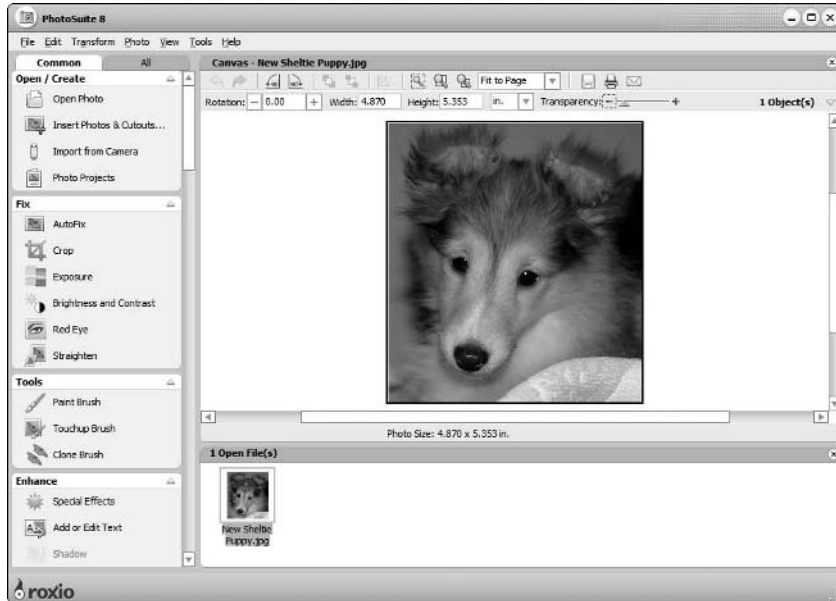 PhotoSuite 8
File Edit Transform Photo View Tools Help
Common All
Open / Create
Open Photo
Insert Photos & Cutouts...
Import from Camera
Photo Projects
Fix
AutoFix
Crop
Exposure
Brightness and Contrast
Red Eye
Straighten
Tools
Paint Brush
Touchup Brush
Clone Brush
Enhance
Special Effects
Add or Edit Text
Shadow
Canvas - New Sheltie Puppy.jpg
Fit to Page
Rotation: 0.00 Width: 4.870 Height: 5.353 in. Transparency: 1 Object(s)
Photo Size: 4.870 x 5.353 in.
1 Open File(s)
New Sheltie
Puppy.jpg
roxio